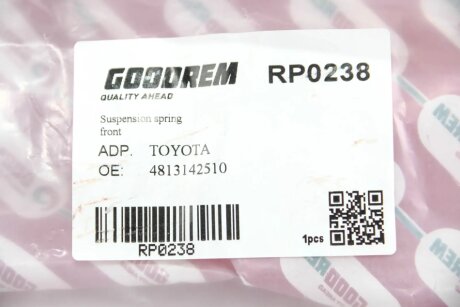 GOODREM
QUALITY AHEAD
RP0238
Suspension spring
front
ADP. TOYOTA
OE: 4813142510
RP0238
1pcs